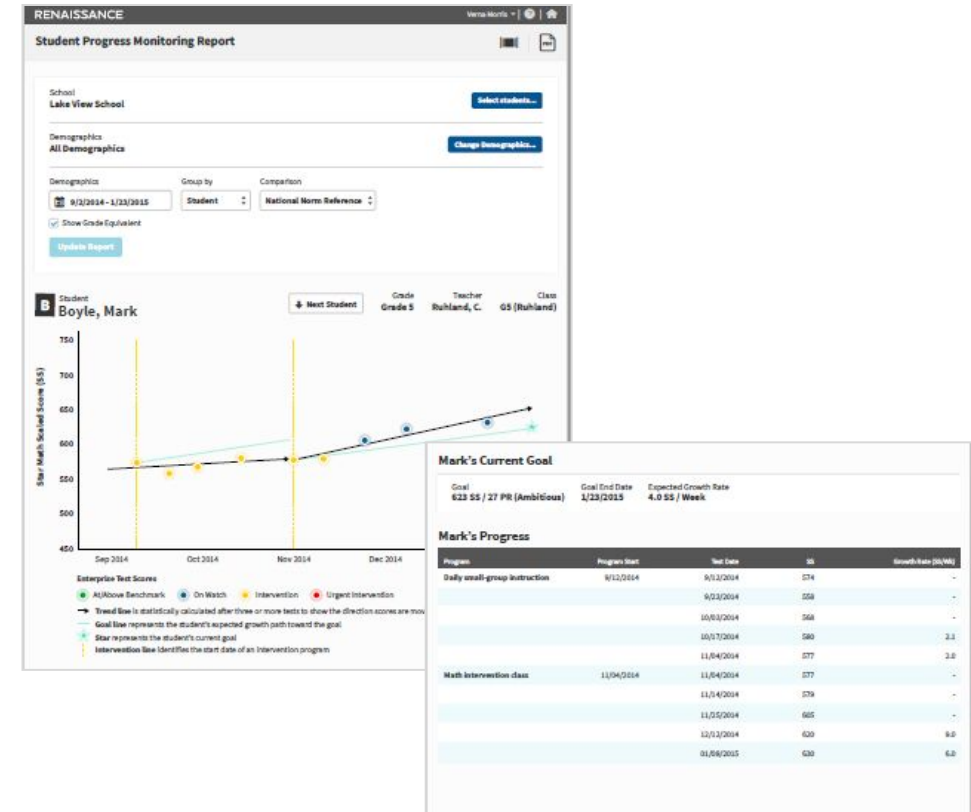 RENAISSANCE
Verna Norris
Student Progress Monitoring Report
PDF
School
Lake View School
Select students...
Demographics
All Demographics
Change Demographics...
Demographics Group by Comparison
9/2/2014 - 1/23/2015 Student National Norm Reference
Show Grade Equivalent
Update Report
B Student Boyle, Mark
Next Student
Grade Teacher Class
Grade 5 Ruhland, C. G5 (Ruhland)
Star Math Scaled Score (SS)
750
700
650
600
550
500
450
Sep 2014 Oct 2014 Nov 2014 Dec 2014
Enterprise Test Scores
At/Above Benchmark On Watch Intervention Urgent Intervention
Trend line is statistically calculated after three or more tests to show the direction scores are mov
Goal line represents the student's expected growth path toward the goal
Star represents the student's current goal
Intervention line identifies the start date of an intervention program
Mark's Current Goal
Goal Goal End Date Expected Growth Rate
623 SS / 27 PR (Ambitious) 1/23/2015 4.0 SS / Week
Mark's Progress
Program Program Start Test Date SS Growth Rate (SS/Wk)
Daily small-group instruction 9/12/2014 9/12/2014 574 -
9/23/2014 558 -
10/03/2014 568 -
10/17/2014 580 2.1
11/04/2014 577 2.0
Math intervention class 11/04/2014 11/04/2014 577 -
11/14/2014 579 -
11/25/2014 605 -
12/12/2014 620 9.0
01/08/2015 630 6.0